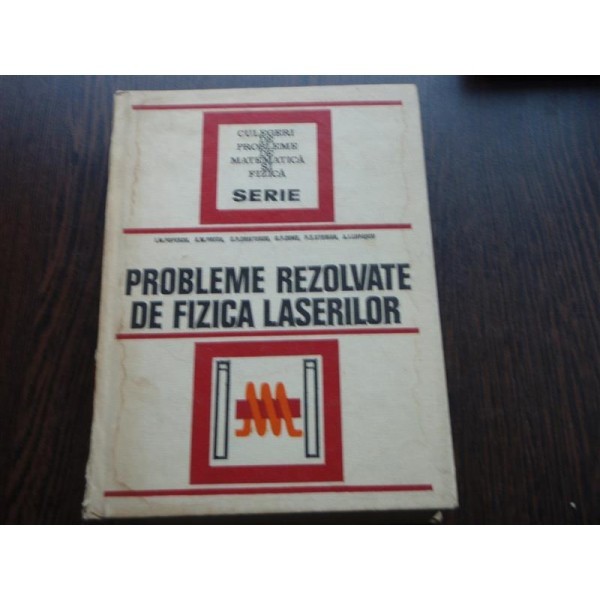 CULEGERI
DE
PROBLEME
DE
MATEMATICĂ
ŞI
FIZICĂ
SERIE
PROBLEME REZOLVATE
DE FIZICA LASERILOR